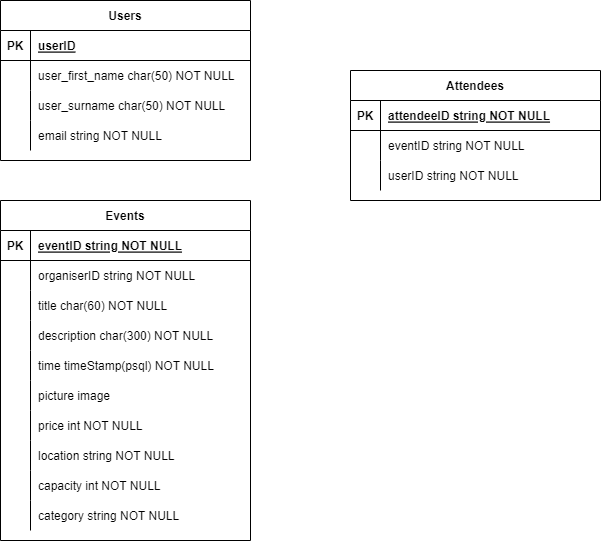 Users
PK userID
user_first_name char(50) NOT NULL
user_surname char(50) NOT NULL
email string NOT NULL
Attendees
PK attendeeID string NOT NULL
eventID string NOT NULL
userID string NOT NULL
Events
PK eventID string NOT NULL
organiserID string NOT NULL
title char(60) NOT NULL
description char(300) NOT NULL
time timeStamp(psql) NOT NULL
picture image
price int NOT NULL
location string NOT NULL
capacity int NOT NULL
category string NOT NULL